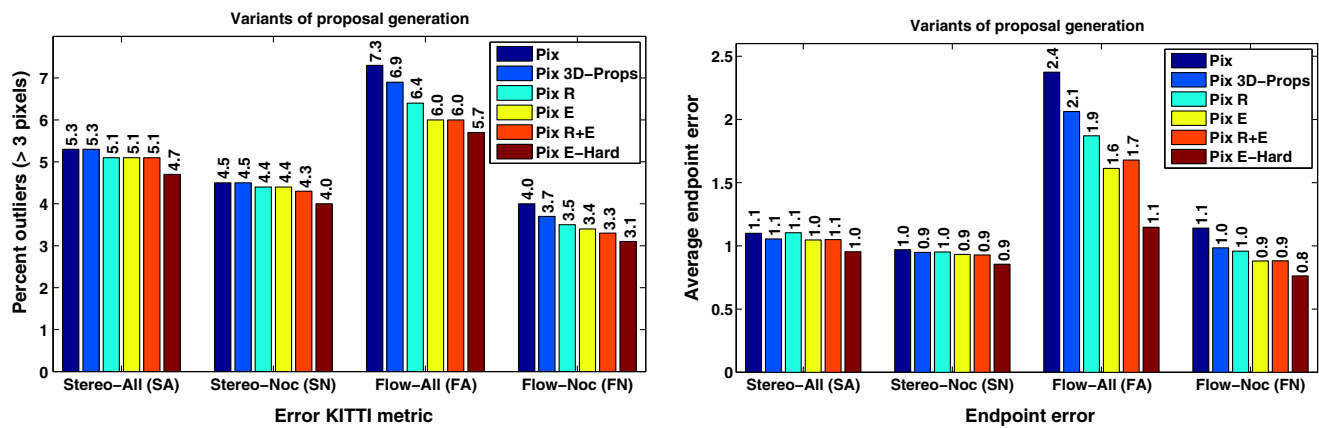 Variants of proposal generation
Percent outliers (> 3 pixels)
7
6
5
4
3
2
1
0
5.3 5.3 5.1 5.1 5.1 4.7
4.5 4.5 4.4 4.4 4.3 4.0
7.3 6.9 6.4 6.0 6.0 5.7
4.0 3.7 3.5 3.4 3.3 3.1
Pix
Pix 3D-Props
Pix R
Pix E
Pix R+E
Pix E-Hard
Stereo-All (SA) Stereo-Noc (SN) Flow-All (FA) Flow-Noc (FN)
Error KITTI metric
Variants of proposal generation
Average endpoint error
2.5
2
1.5
1
0.5
0
1.1 1.1 1.1 1.0 1.1 1.0
1.0 0.9 1.0 0.9 0.9 0.9
2.4 2.1 1.9 1.6 1.7 1.1
1.1 1.0 1.0 0.9 0.9 0.8
Pix
Pix 3D-Props
Pix R
Pix E
Pix R+E
Pix E-Hard
Stereo-All (SA) Stereo-Noc (SN) Flow-All (FA) Flow-Noc (FN)
Endpoint error